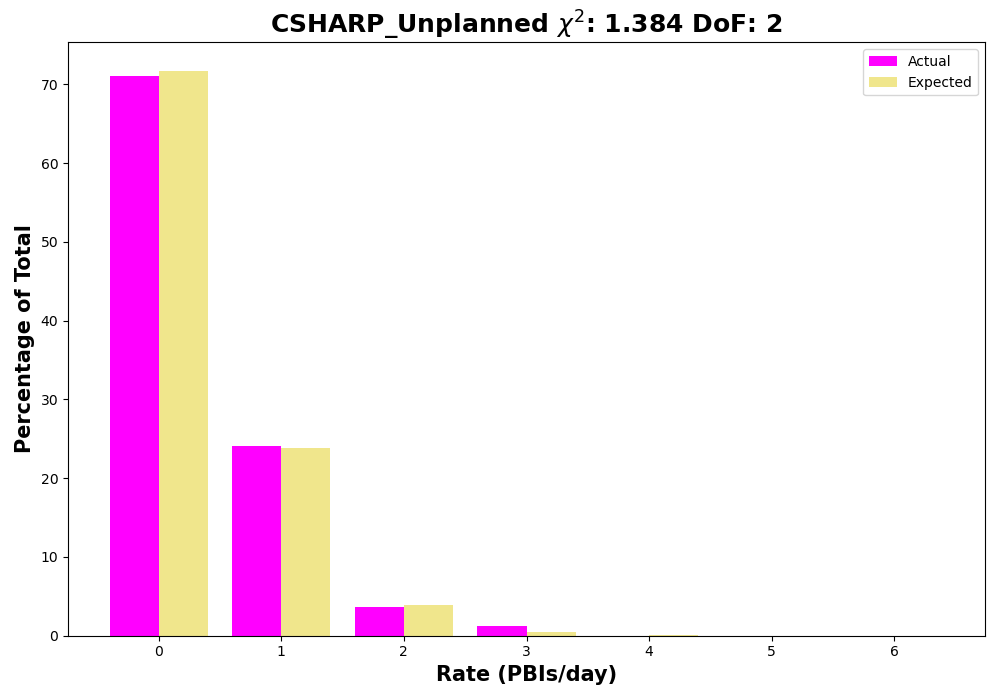 CSHARP_Unplanned χ²: 1.384 DoF: 2
Actual
Expected
Percentage of Total
70
60
50
40
30
20
10
0
0 1 2 3 4 5 6
Rate (PBIs/day)